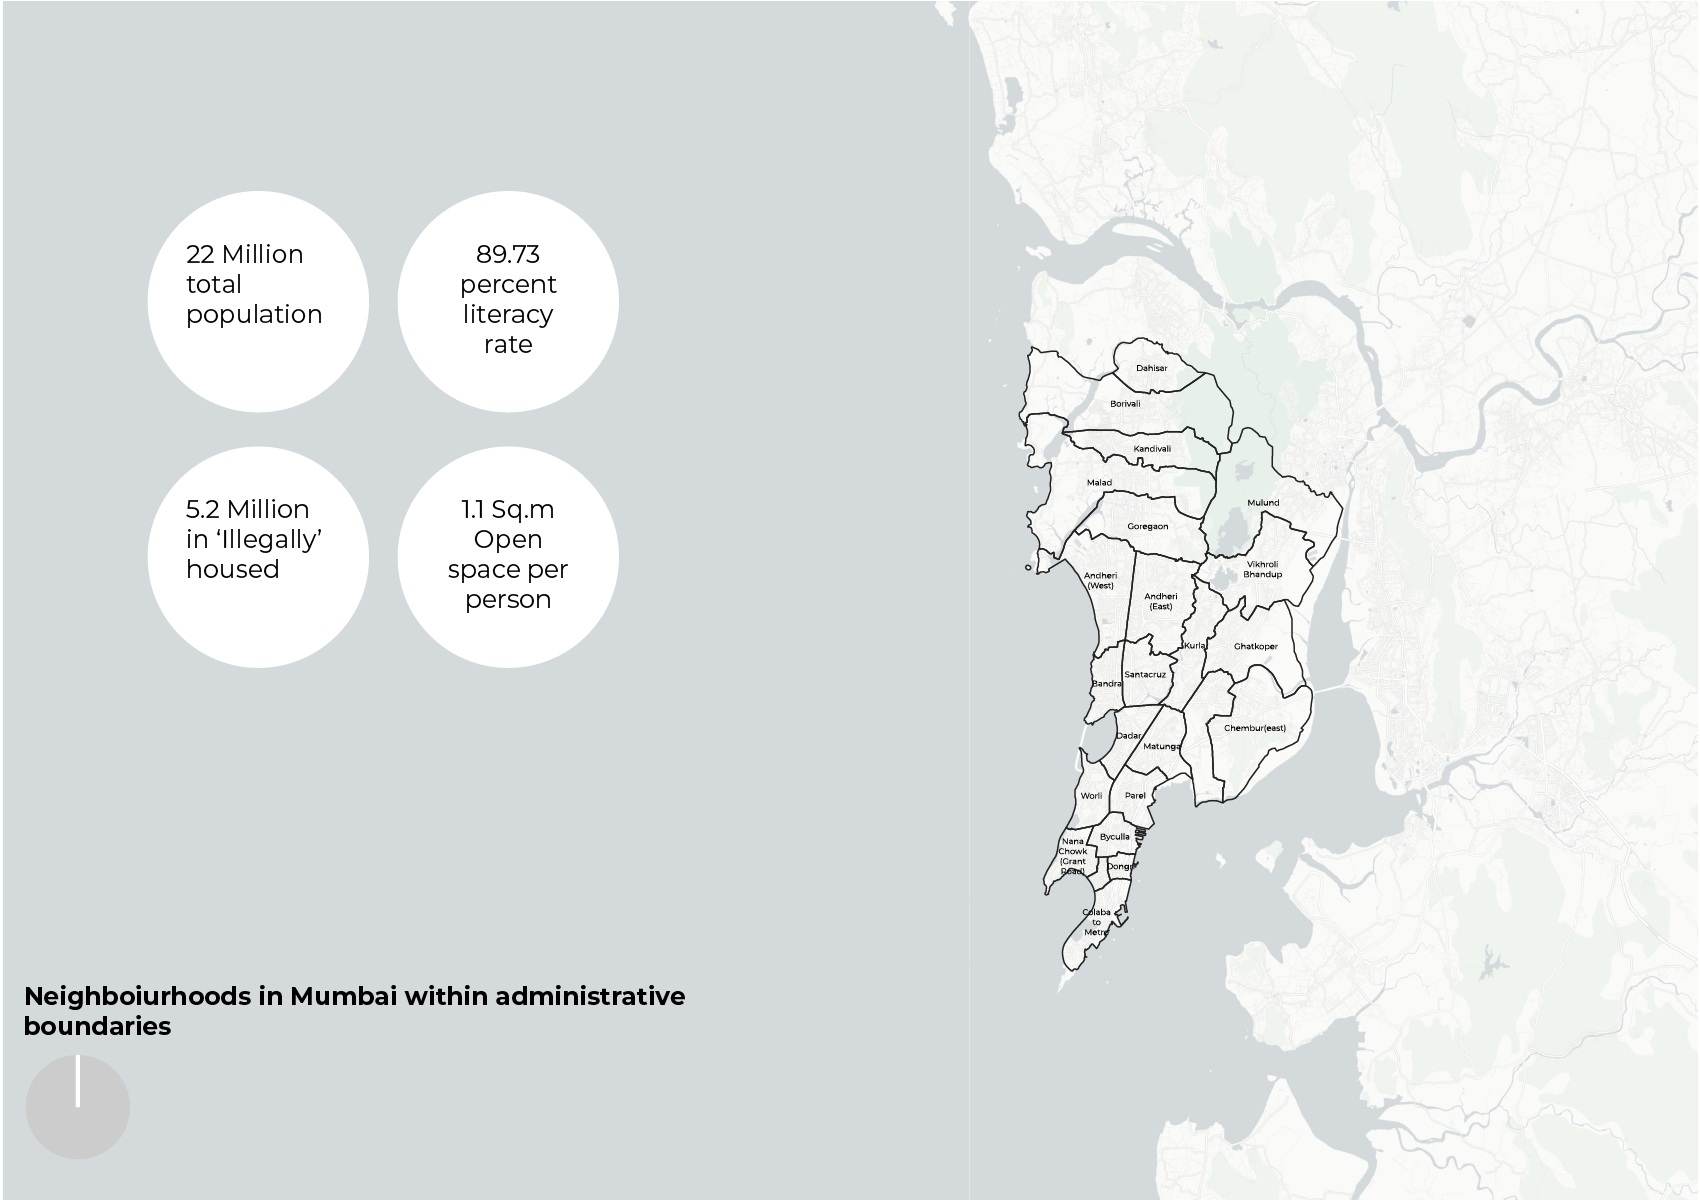 22 Million
total
population
89.73
percent
literacy
rate
5.2 Million
in ‘Illegally’
housed
1.1 Sq.m
Open
space per
person
Neighboiurhoods in Mumbai within administrative
boundaries
Dahisar
Borivali
Kandivali
Malad
Mulund
Goregaon
Vikhroli
Bhandup
Andheri
(West)
Andheri
(East)
Kurla
Ghatkoper
Santacruz
Bandra
Chembur(east)
Dadar
Matunga
Worli
Parel
Byculla
Nana
Chowk
(Grant
Road)
Dongri
Colaba
to
Metro